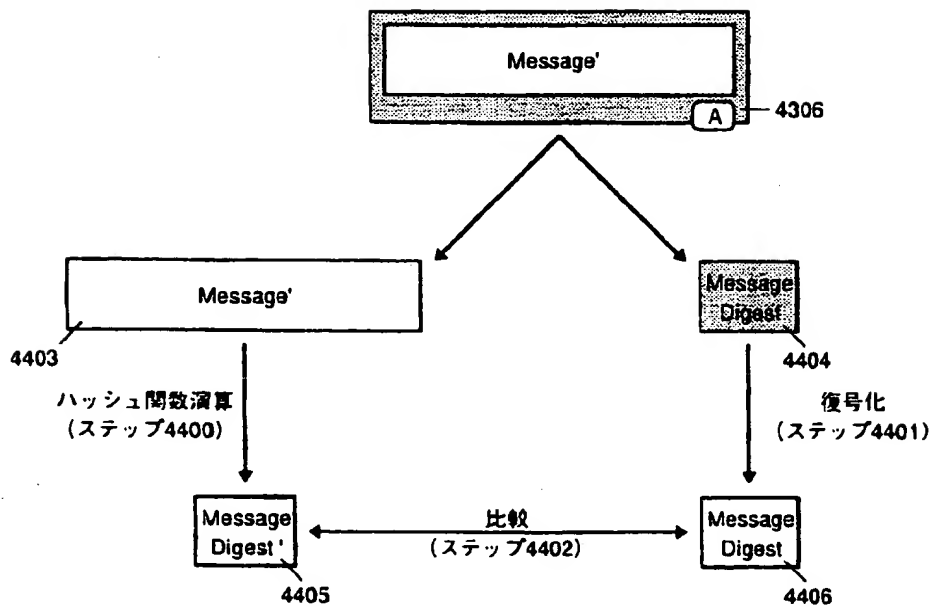 Message'
A
4306
Message'
4403
Message
Digest
4404
ハッシュ関数演算
(ステップ4400)
復号化
(ステップ4401)
Message
Digest '
4405
比較
(ステップ4402)
Message
Digest
4406